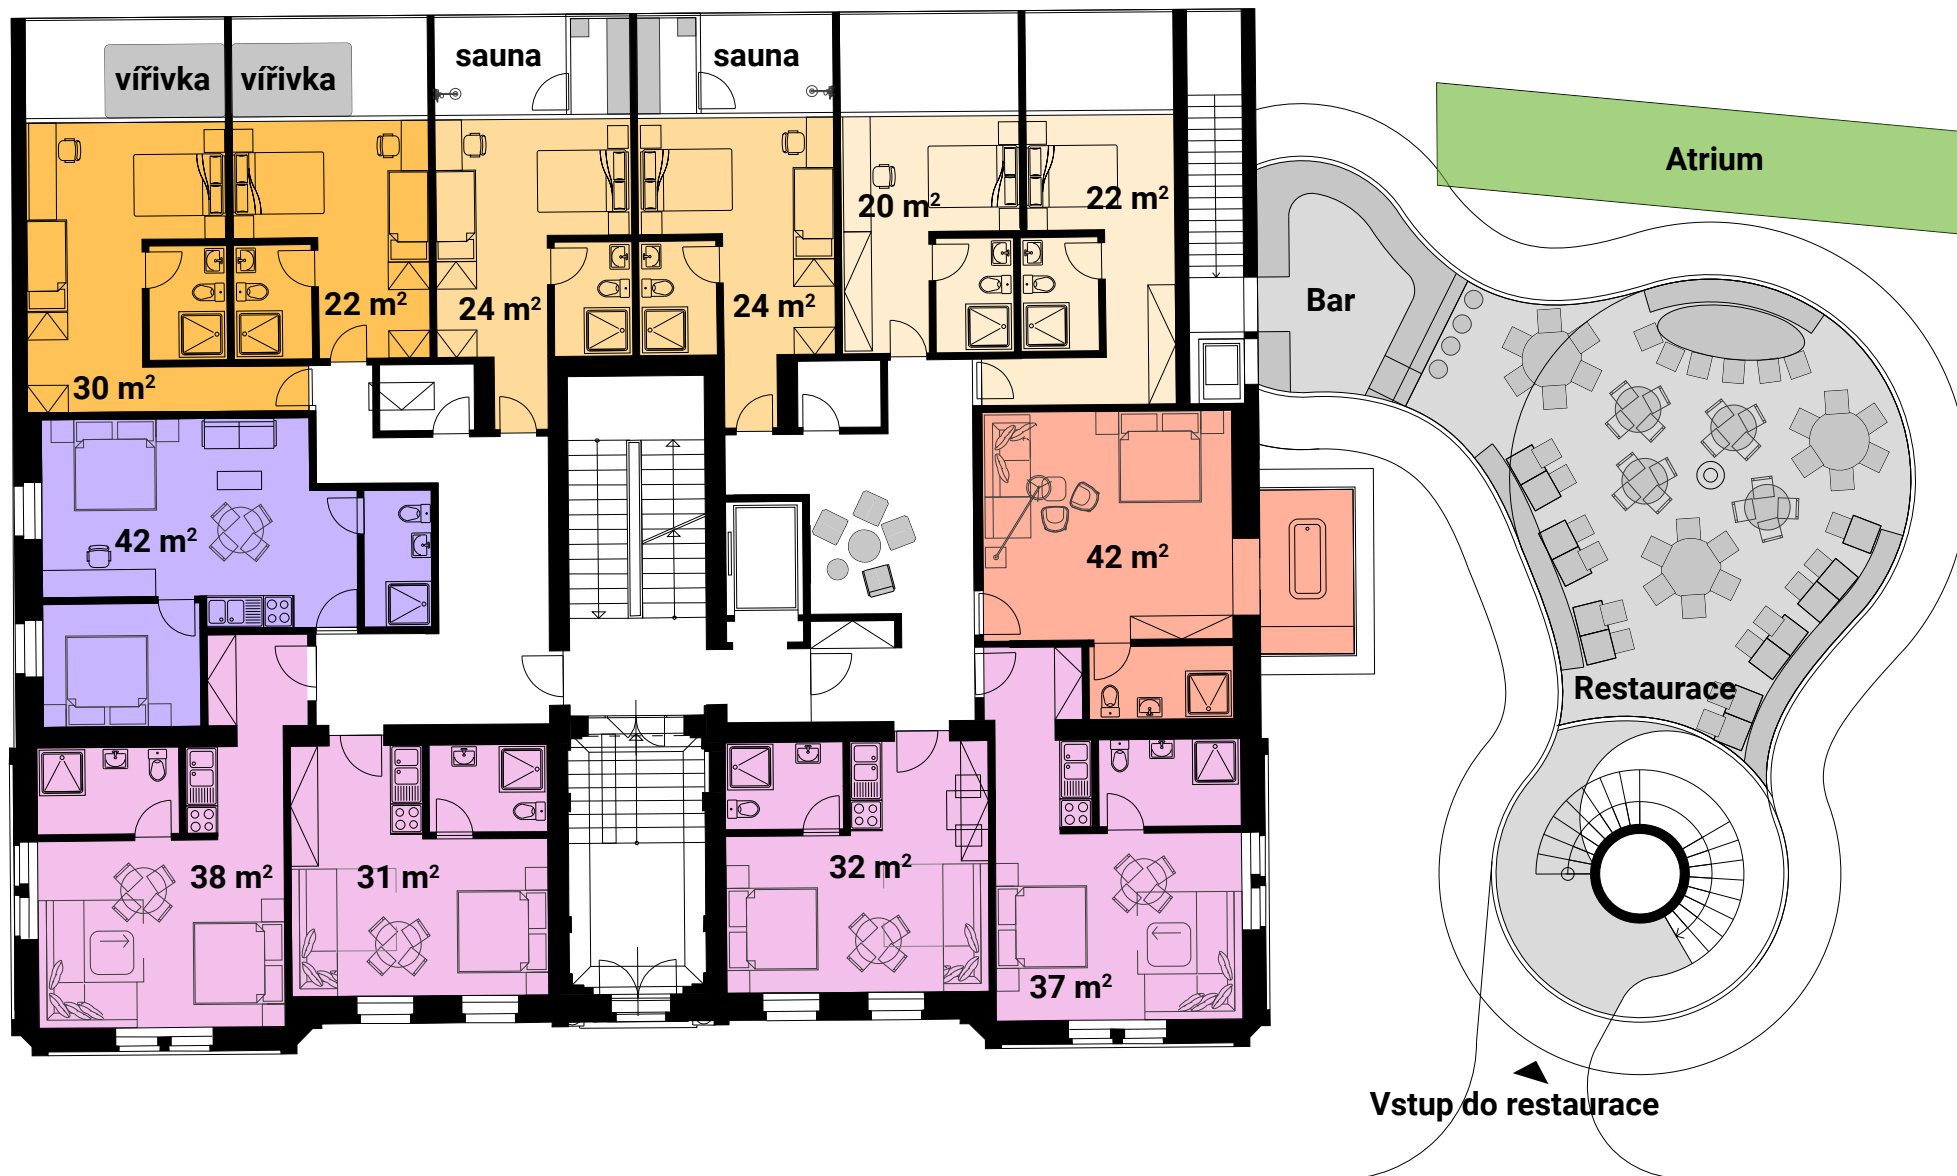 vířivka
vířivka
sauna
sauna
Atrium
20 m²
22 m²
22 m²
24 m²
24 m²
Bar
30 m²
42 m²
42 m²
Restaurace
38 m²
31 m²
32 m²
37 m²
Vstup do restaurace